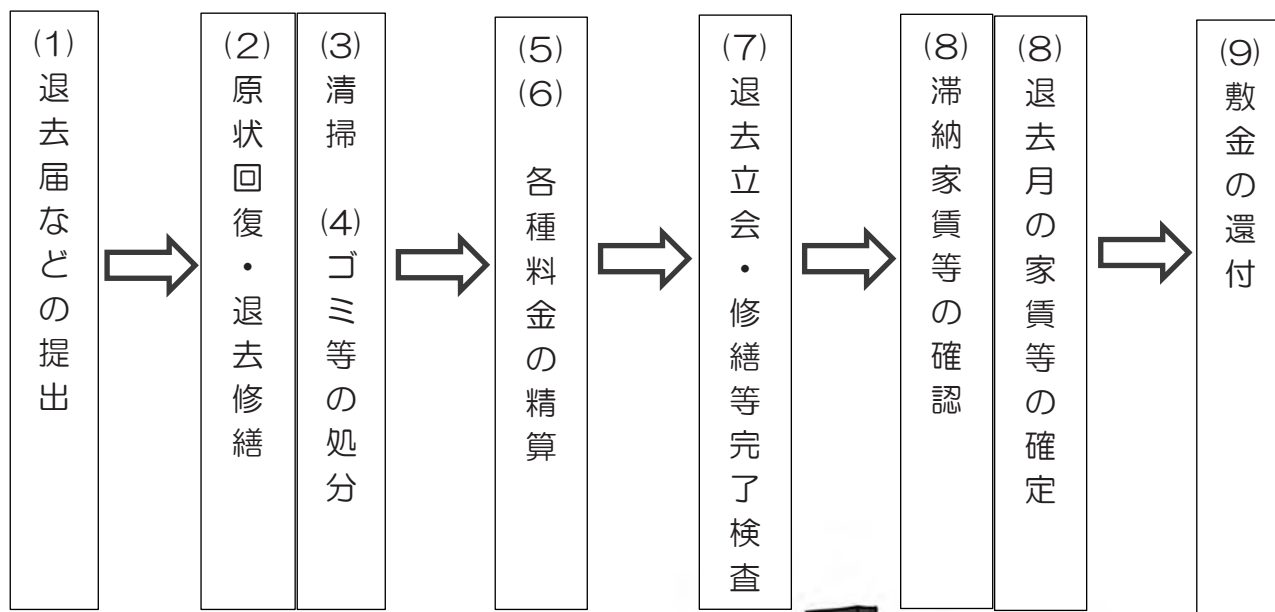 (1)退去届などの提出
(2)原状回復・退去修繕
(3)清掃　(4)ゴミ等の処分
(5)(6)　各種料金の精算
(7)退去立会・修繕等完了検査
(8)滞納家賃等の確認
(8)退去月の家賃等の確定
(9)敷金の還付